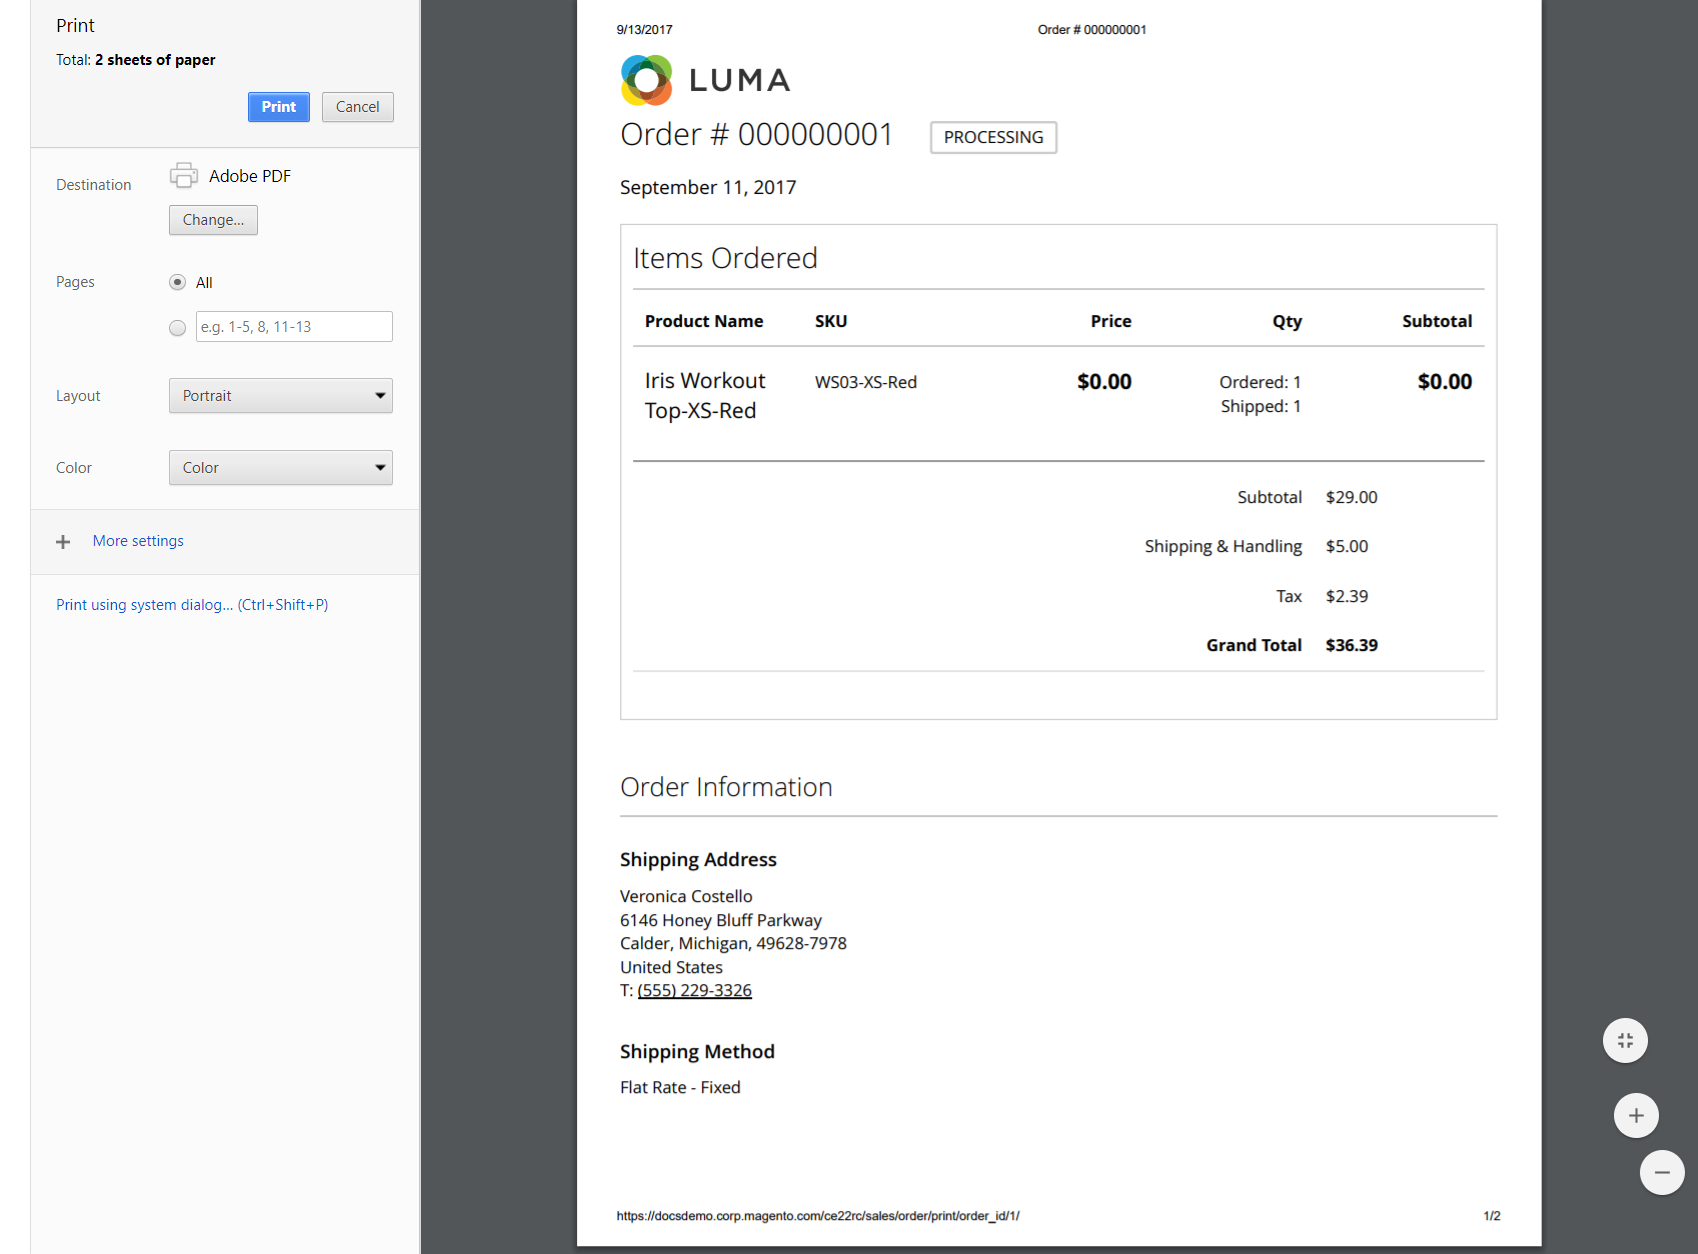 Print
Total: 2 sheets of paper
Print
Cancel
Destination
Adobe PDF
Change...
Pages
All
e.g. 1-5, 8, 11-13
Layout
Portrait
Color
Color
More settings
Print using system dialog... (Ctrl+Shift+P)
9/13/2017
Order # 000000001
LUMA
Order # 000000001
PROCESSING
September 11, 2017
Items Ordered
Product Name SKU Price Qty Subtotal
Iris Workout WS03-XS-Red $0.00 Ordered: 1 $0.00
Top-XS-Red Shipped: 1
Subtotal $29.00
Shipping & Handling $5.00
Tax $2.39
Grand Total $36.39
Order Information
Shipping Address
Veronica Costello
6146 Honey Bluff Parkway
Calder, Michigan, 49628-7978
United States
T: (555) 229-3326
Shipping Method
Flat Rate - Fixed
https://docsdemo.corp.magento.com/ce22rc/sales/order/print/order_id/1/
1/2